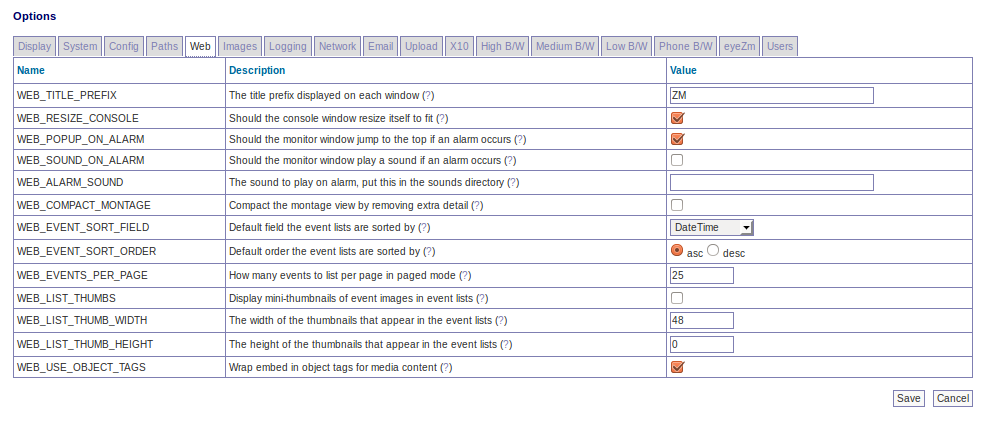 Options
Display System Config Paths Web Images Logging Network Email Upload X10 High B/W Medium B/W Low B/W Phone B/W eyeZm Users
Name Description Value
WEB_TITLE_PREFIX The title prefix displayed on each window (?) ZM
WEB_RESIZE_CONSOLE Should the console window resize itself to fit (?)
WEB_POPUP_ON_ALARM Should the monitor window jump to the top if an alarm occurs (?)
WEB_SOUND_ON_ALARM Should the monitor window play a sound if an alarm occurs (?)
WEB_ALARM_SOUND The sound to play on alarm, put this in the sounds directory (?)
WEB_COMPACT_MONTAGE Compact the montage view by removing extra detail (?)
WEB_EVENT_SORT_FIELD Default field the event lists are sorted by (?) DateTime
WEB_EVENT_SORT_ORDER Default order the event lists are sorted by (?) asc desc
WEB_EVENTS_PER_PAGE How many events to list per page in paged mode (?) 25
WEB_LIST_THUMBS Display mini-thumbnails of event images in event lists (?)
WEB_LIST_THUMB_WIDTH The width of the thumbnails that appear in the event lists (?) 48
WEB_LIST_THUMB_HEIGHT The height of the thumbnails that appear in the event lists (?) 0
WEB_USE_OBJECT_TAGS Wrap embed in object tags for media content (?)
Save Cancel